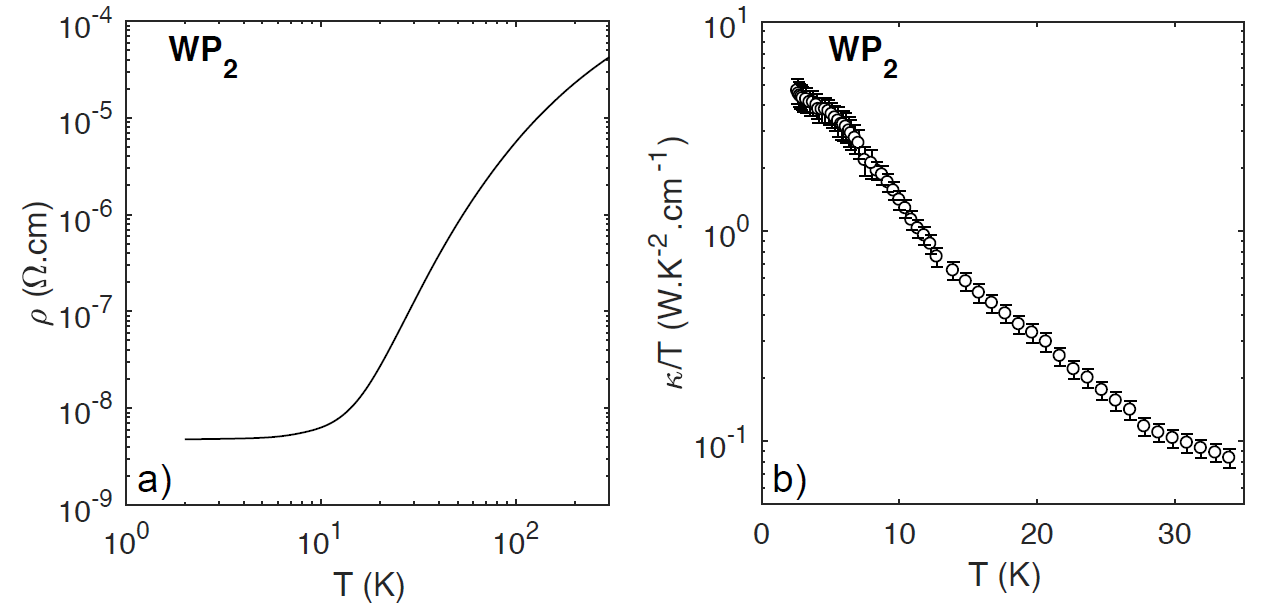 WP2
10^-4
10^-5
10^-6
10^-7
10^-8
10^-9
ρ (Ω.cm)
a)
10^0
10^1
10^2
T (K)
WP2
10^1
10^0
10^-1
κ/T (W.K^-2.cm^-1)
b)
0
10
20
30
T (K)